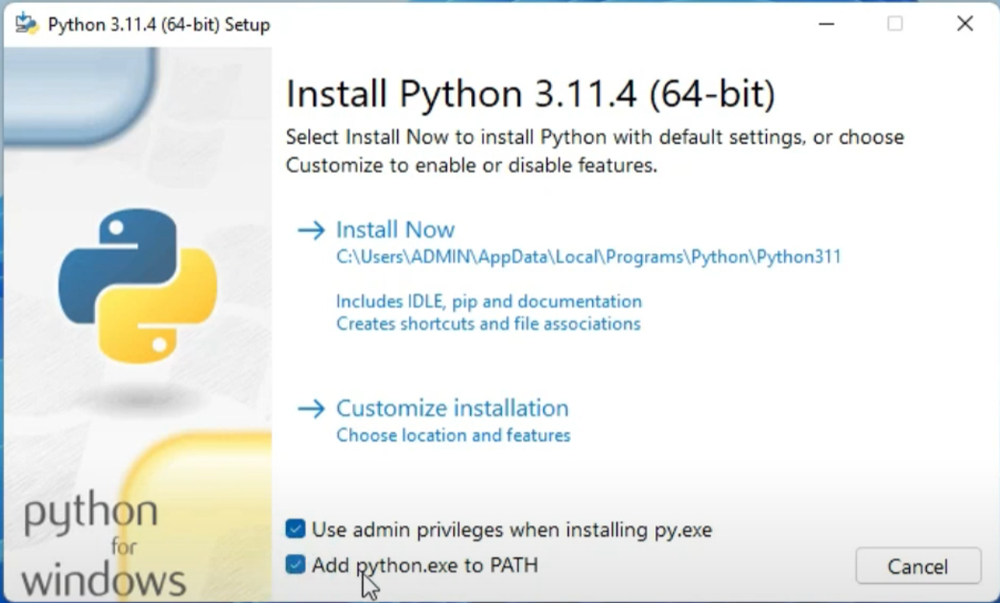 Python 3.11.4 (64-bit) Setup
Install Python 3.11.4 (64-bit)
Select Install Now to install Python with default settings, or choose
Customize to enable or disable features.
Install Now
C:\Users\ADMIN\AppData\Local\Programs\Python\Python311
Includes IDLE, pip and documentation
Creates shortcuts and file associations
Customize installation
Choose location and features
python
for
windows
Use admin privileges when installing py.exe
Add python.exe to PATH
Cancel